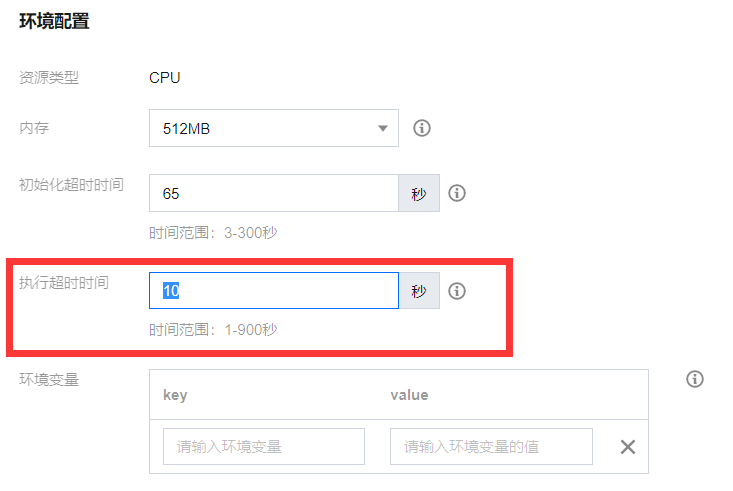 环境配置
资源类型 CPU
内存 512MB
初始化超时时间 65 秒
时间范围：3-300秒
执行超时时间 10 秒
时间范围：1-900秒
环境变量 key value
请输入环境变量 请输入环境变量的值